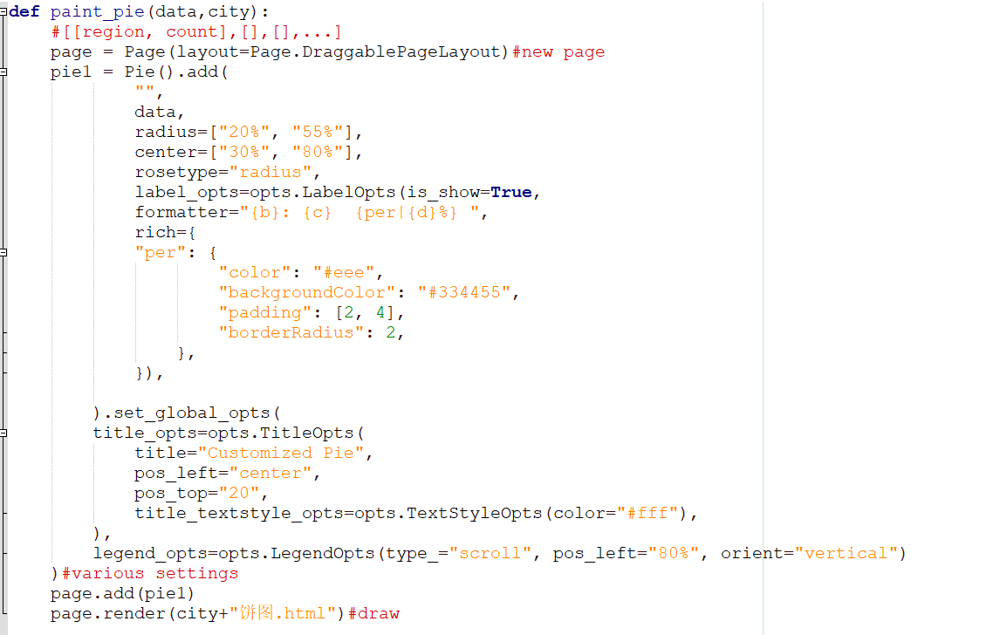 def paint_pie(data,city):
    #[[region, count],[],[],...]
    page = Page(layout=Page.DraggablePageLayout)#new page
    pie1 = Pie().add(
            "",
            data,
            radius=["20%", "55%"],
            center=["30%", "80%"],
            rosetype="radius",
            label_opts=opts.LabelOpts(is_show=True,
            formatter="{b}: {c}  {per|{d}%} ",
            rich={
            "per": {
                    "color": "#eee",
                    "backgroundColor": "#334455",
                    "padding": [2, 4],
                    "borderRadius": 2,
                },
            }),
        ).set_global_opts(
        title_opts=opts.TitleOpts(
            title="Customized Pie",
            pos_left="center",
            pos_top="20",
            title_textstyle_opts=opts.TextStyleOpts(color="#fff"),
        ),
        legend_opts=opts.LegendOpts(type_="scroll", pos_left="80%", orient="vertical")
    )#various settings
    page.add(pie1)
    page.render(city+"饼图.html")#draw